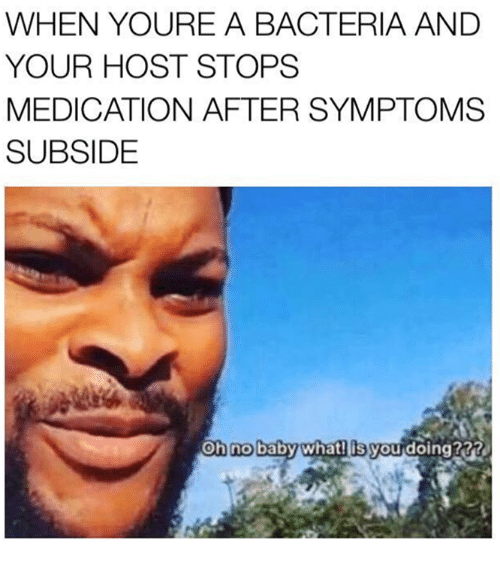 WHEN YOURE A BACTERIA AND
YOUR HOST STOPS
MEDICATION AFTER SYMPTOMS
SUBSIDE
Oh no baby what! is you doing???